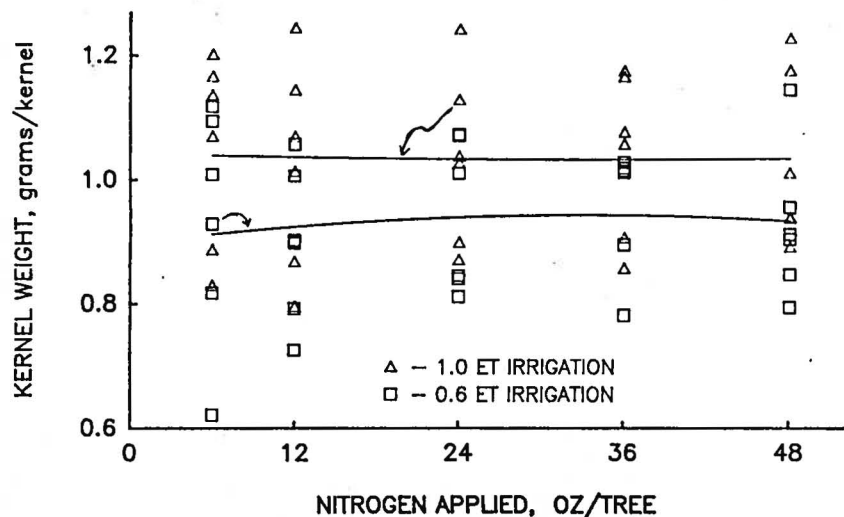 KERNEL WEIGHT, grams/kernel
1.2
1.0
0.8
0.6
△ – 1.0 ET IRRIGATION
□ – 0.6 ET IRRIGATION
0 12 24 36 48
NITROGEN APPLIED, OZ/TREE